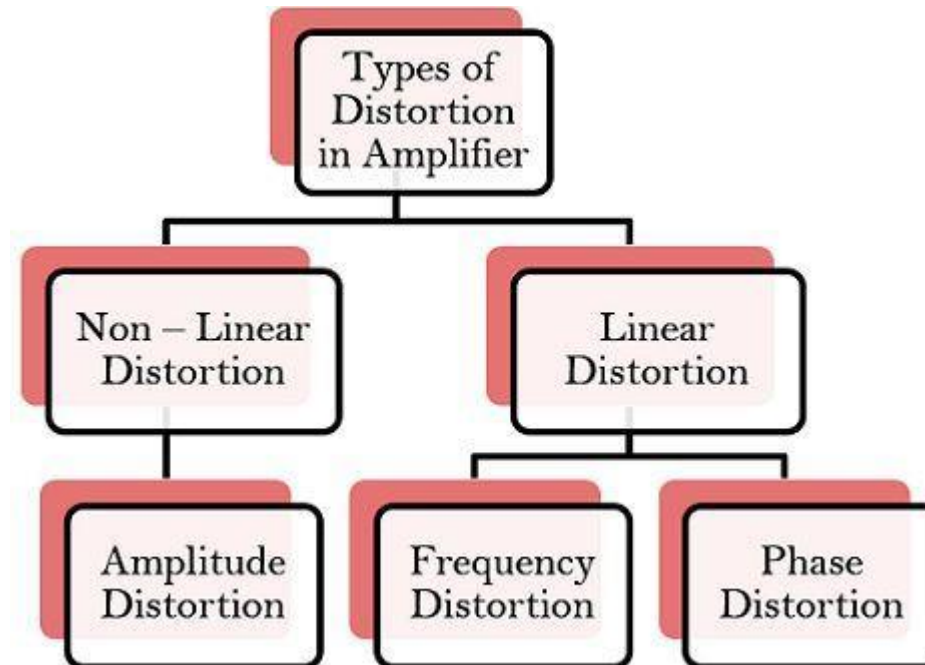 Types of
Distortion
in Amplifier
Non – Linear
Distortion
Linear
Distortion
Amplitude
Distortion
Frequency
Distortion
Phase
Distortion